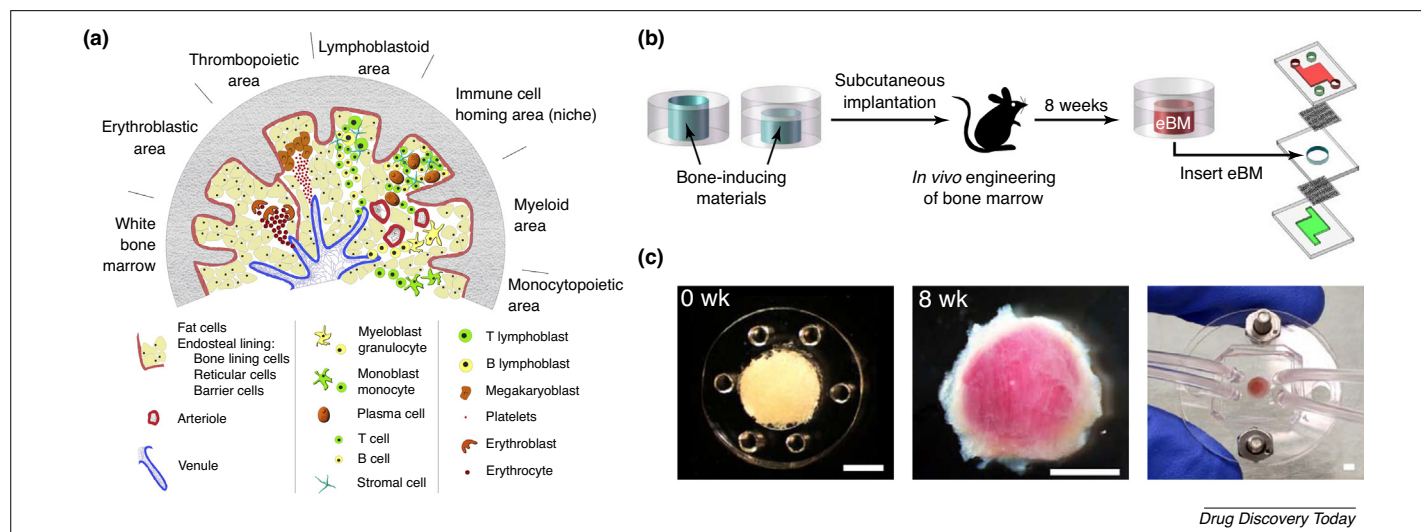 (a)
Lymphoblastoid
area
Thrombopoietic
area
Immune cell
homing area (niche)
Erythroblastic
area
White
bone
marrow
Myeloid
area
Monocytopoietic
area
Fat cells
Endosteal lining:
Bone lining cells
Reticular cells
Barrier cells
Arteriole
Venule
Myeloblast
granulocyte
Monoblast
monocyte
Plasma cell
T cell
B cell
Stromal cell
T lymphoblast
B lymphoblast
Megakaryoblast
Platelets
Erythroblast
Erythrocyte
(b)
Bone-inducing
materials
Subcutaneous
implantation
In vivo engineering
of bone marrow
8 weeks
eBM
Insert eBM
(c)
0 wk
8 wk
Drug Discovery Today